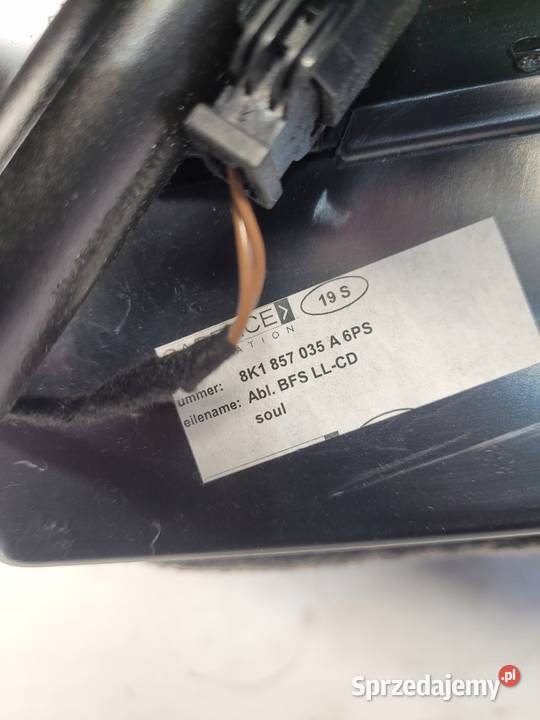 19 S
ummer: 8K1 857 035 A 6PS
eilename: Abl. BFS LL-CD
soul
Sprzedajemy.pl